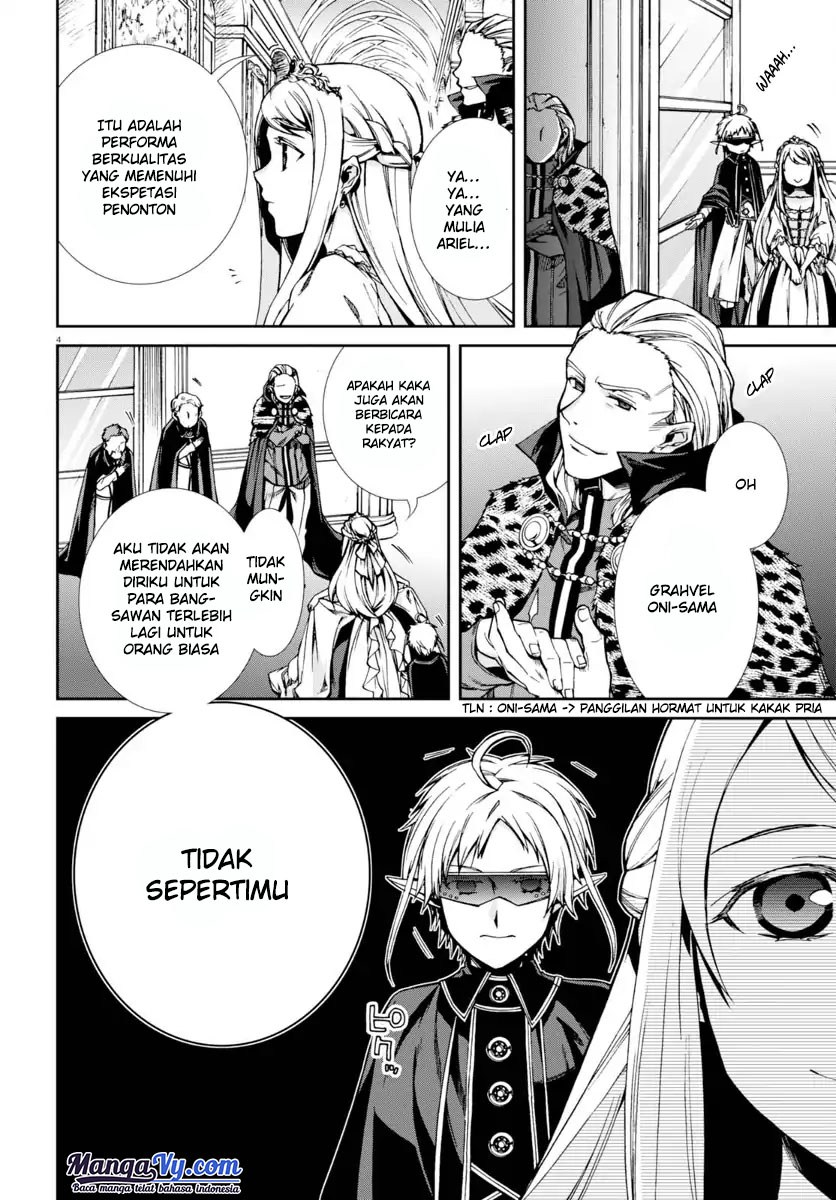 WAAAH...
YA...
YA...
YANG
MULIA
ARIEL...
ITU ADALAH
PERFORMA
BERKUALITAS
YANG MEMENUHI
EKSPETASI
PENONTON
4
CLAP
CLAP
OH
GRAHVEL
ONI-SAMA
TLN : ONI-SAMA -> PANGGILAN HORMAT UNTUK KAKAK PRIA
APAKAH KAKA
JUGA AKAN
BERBICARA
KEPADA
RAKYAT?
TIDAK
MUNG-
KIN
AKU TIDAK AKAN
MERENDAHKAN
DIRIKU UNTUK
PARA BANG-
SAWAN TERLEBIH
LAGI UNTUK
ORANG BIASA
TIDAK
SEPERTIMU
MangaVy.com
Baca manga telat bahasa indonesia